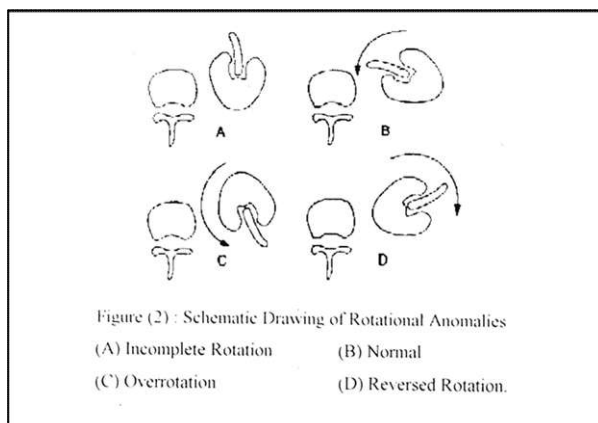 A
B
C
D
Figure (2) : Schematic Drawing of Rotational Anomalies
(A) Incomplete Rotation (B) Normal
(C) Overrotation (D) Reversed Rotation.